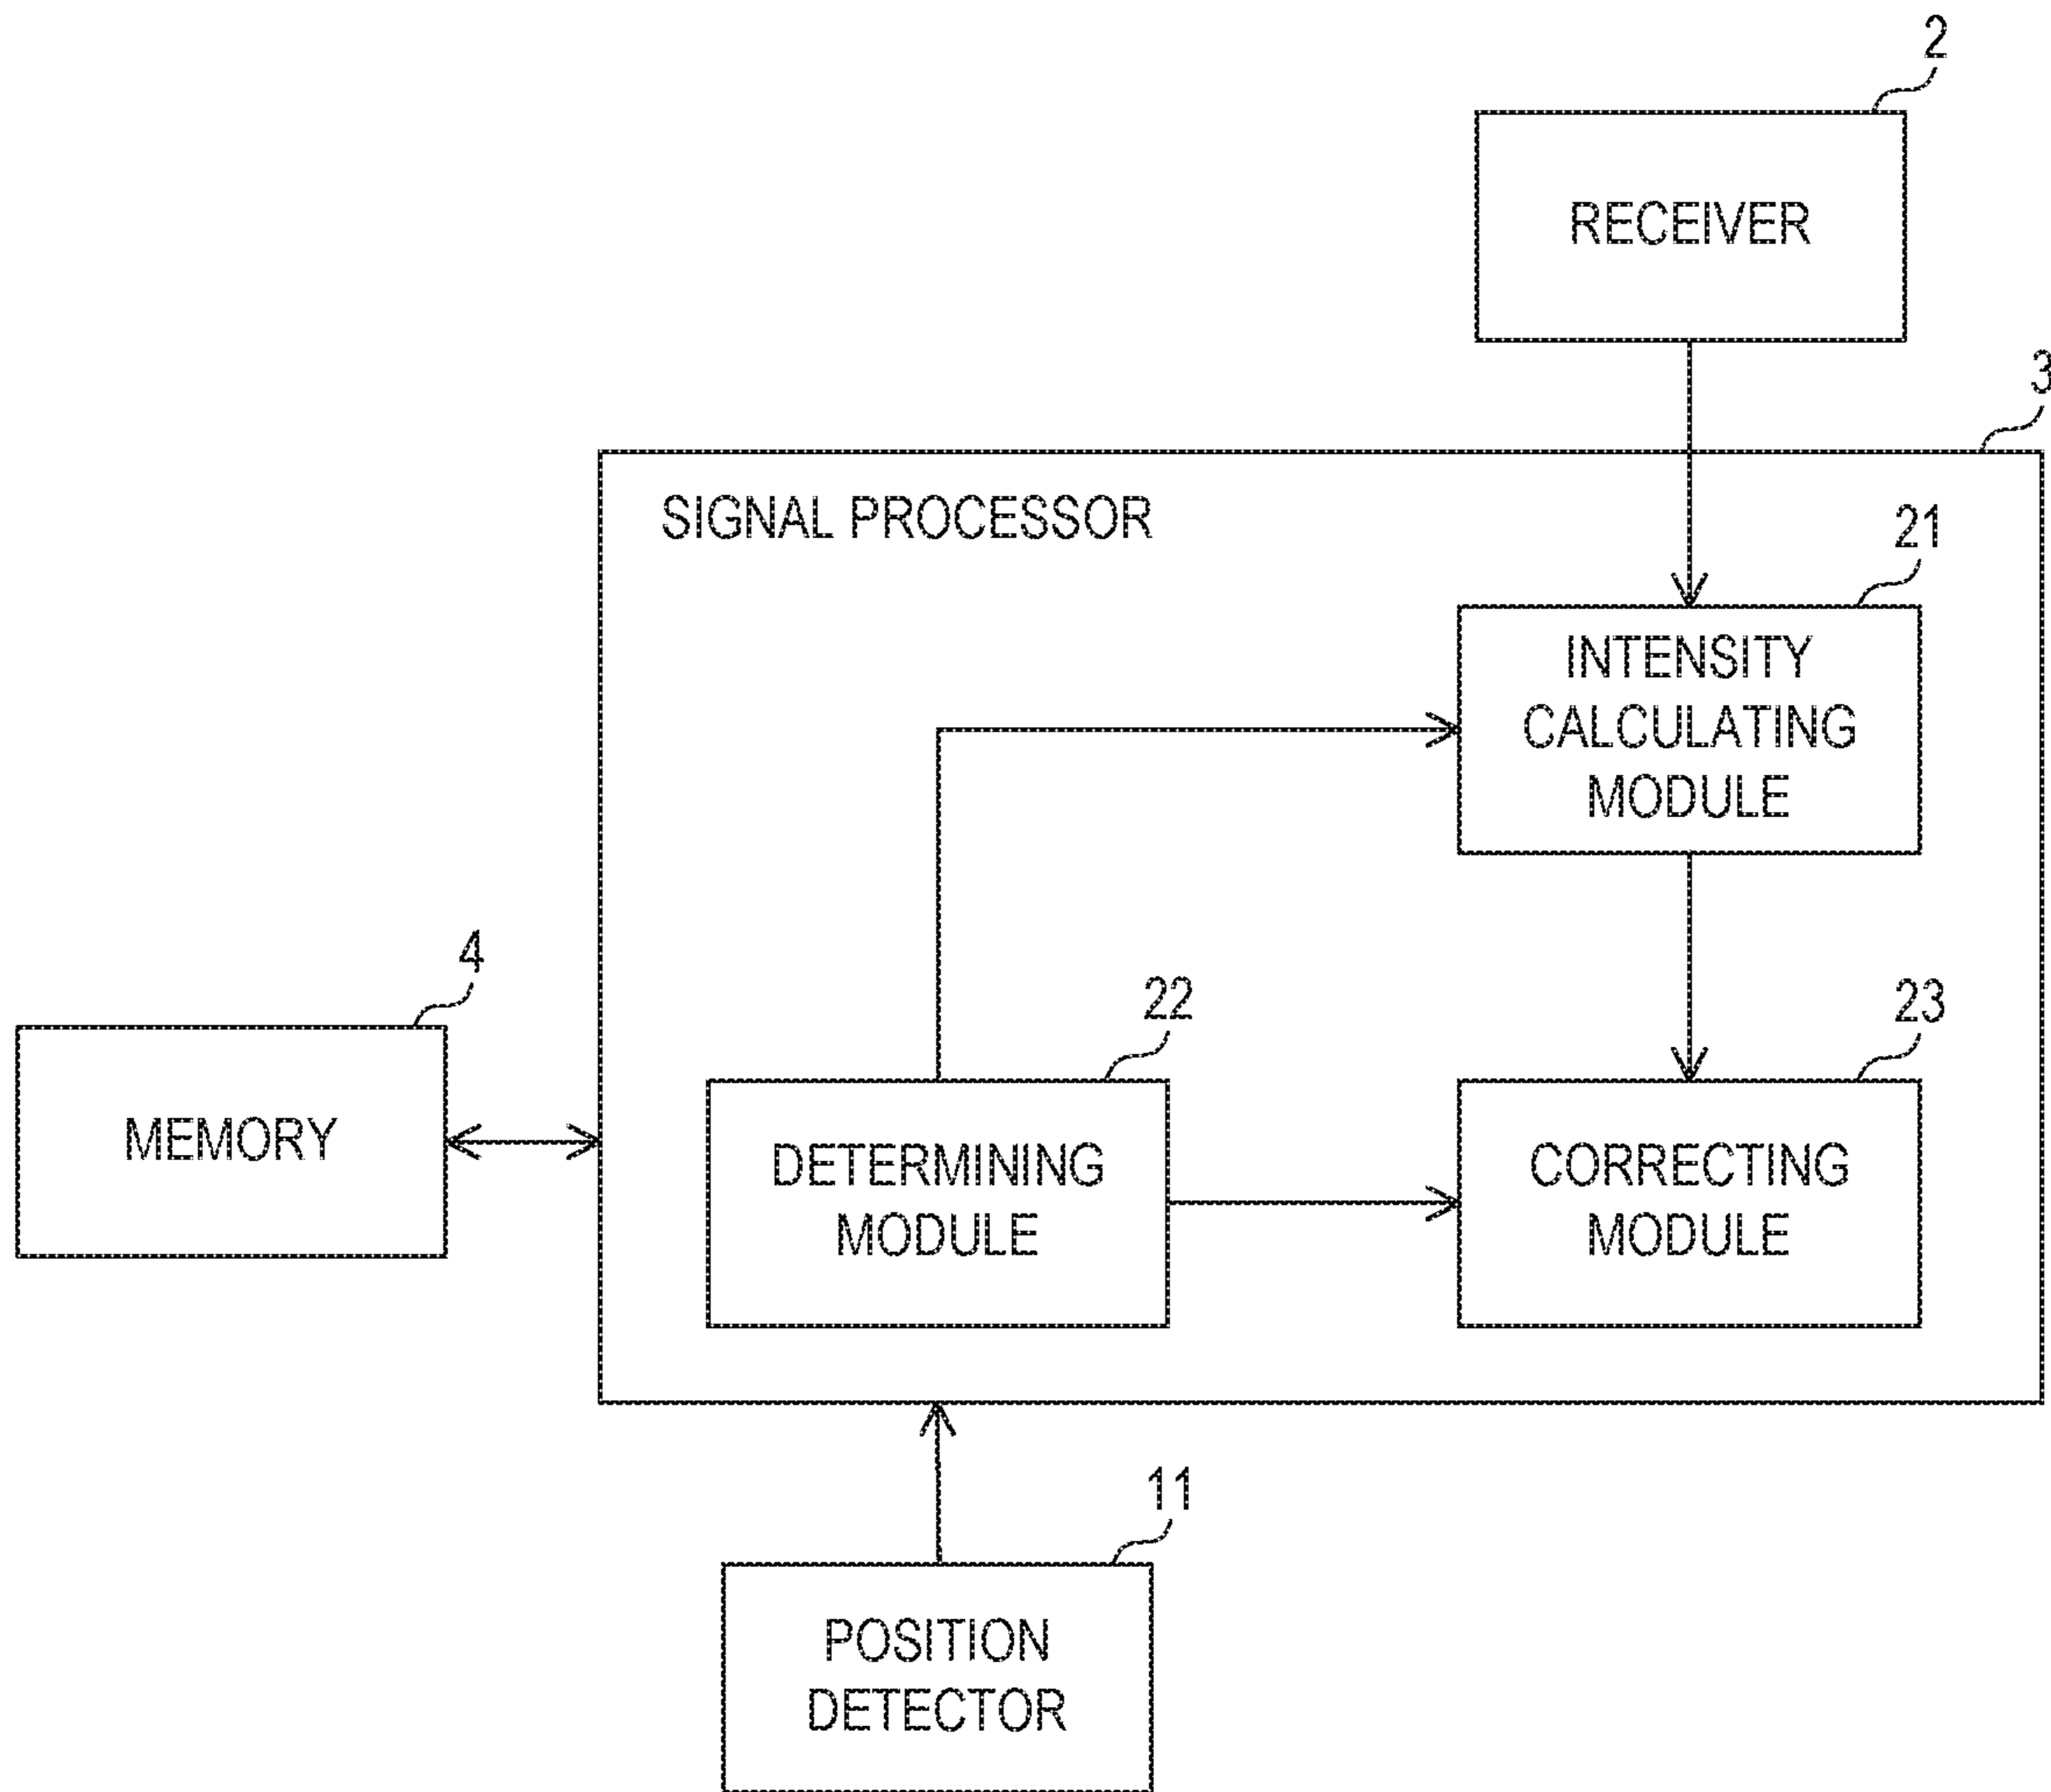 2
RECEIVER
3
SIGNAL PROCESSOR
21
INTENSITY
CALCULATING
MODULE
4
MEMORY
22
DETERMINING
MODULE
23
CORRECTING
MODULE
11
POSITION
DETECTOR